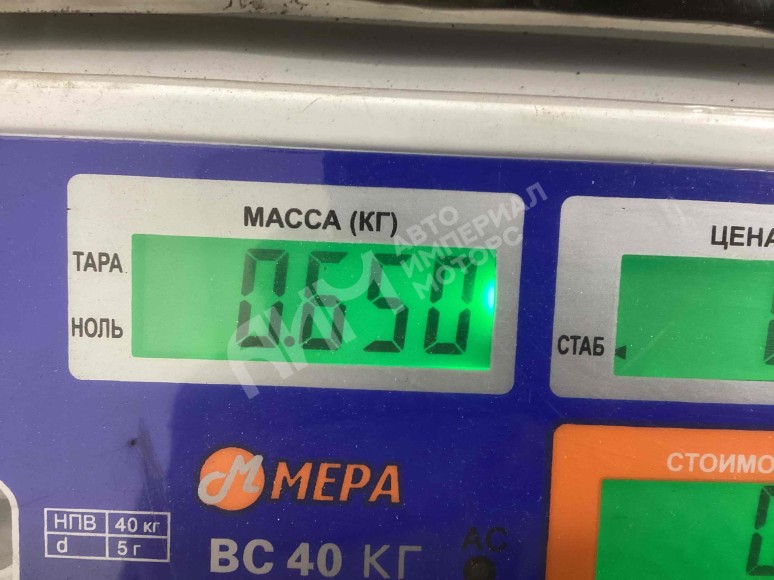 МАССА (КГ)
ТАРА
0.650
НОЛЬ
АВТО
ИМПЕРИАЛ
МОТОРС
ЦЕНА
СТАБ
МЕРА
СТОИМО
НПВ 40 кг
d 5 г
ВС 40 КГ
AC